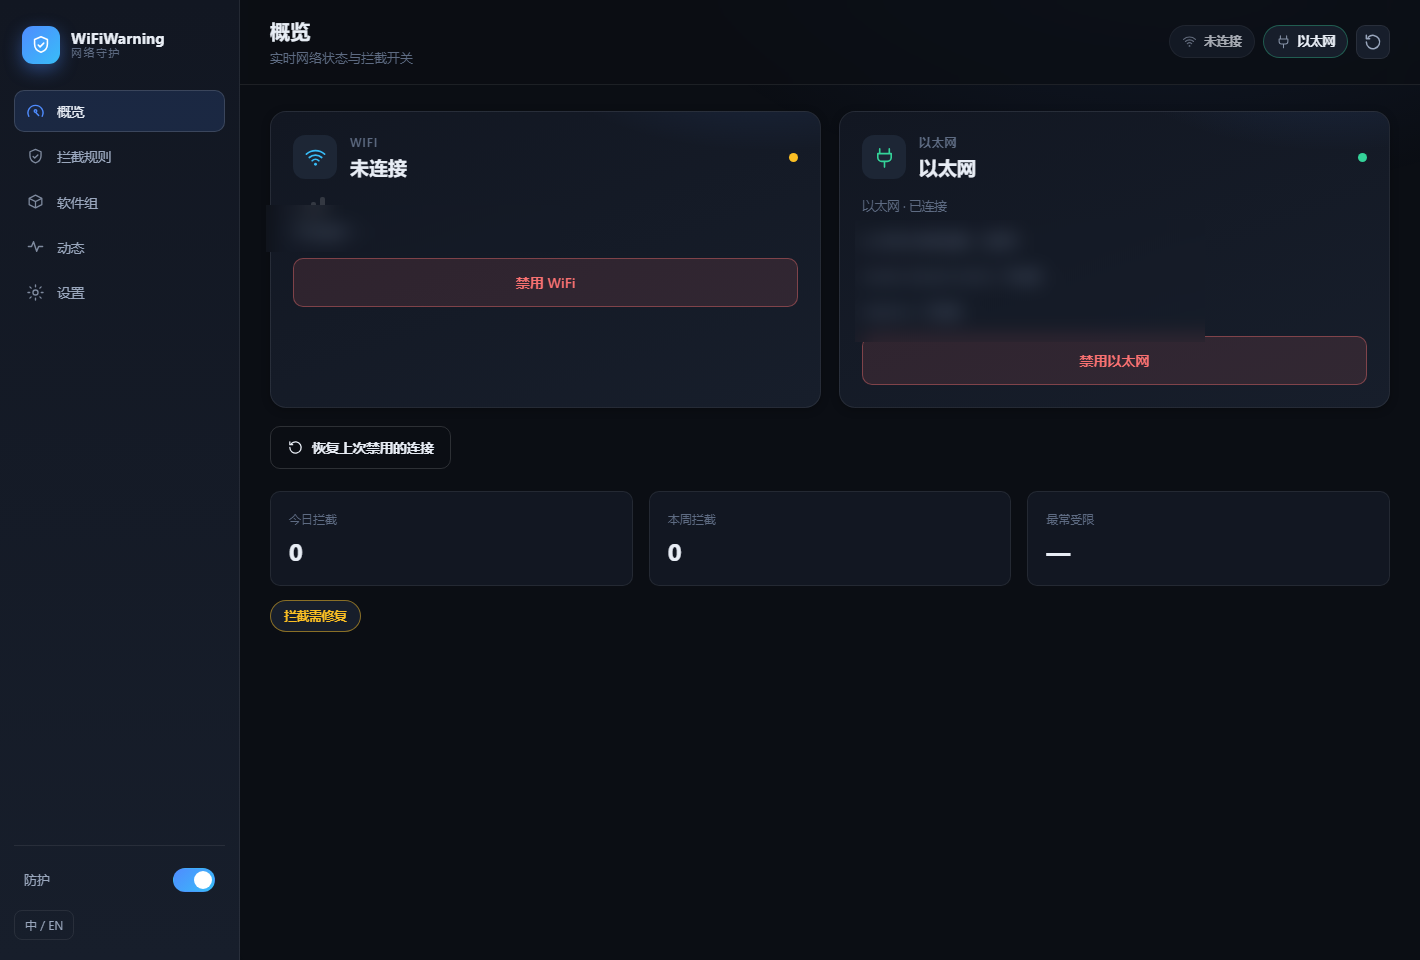 WiFiWarning
网络守护
概览
拦截规则
软件组
动态
设置
防护
中 / EN
概览
实时网络状态与拦截开关
未连接
以太网
WIFI
未连接
禁用 WiFi
以太网
以太网
以太网 · 已连接
禁用以太网
恢复上次禁用的连接
今日拦截
0
本周拦截
0
最常受限
—
拦截需修复